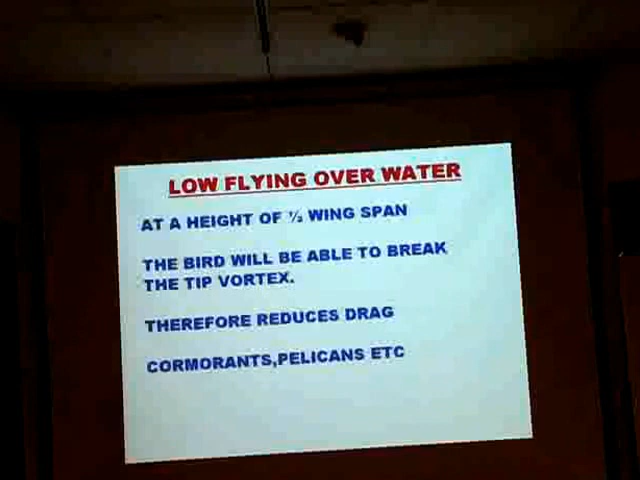 LOW FLYING OVER WATER
AT A HEIGHT OF ½ WING SPAN
THE BIRD WILL BE ABLE TO BREAK
THE TIP VORTEX.
THEREFORE REDUCES DRAG
CORMORANTS,PELICANS ETC